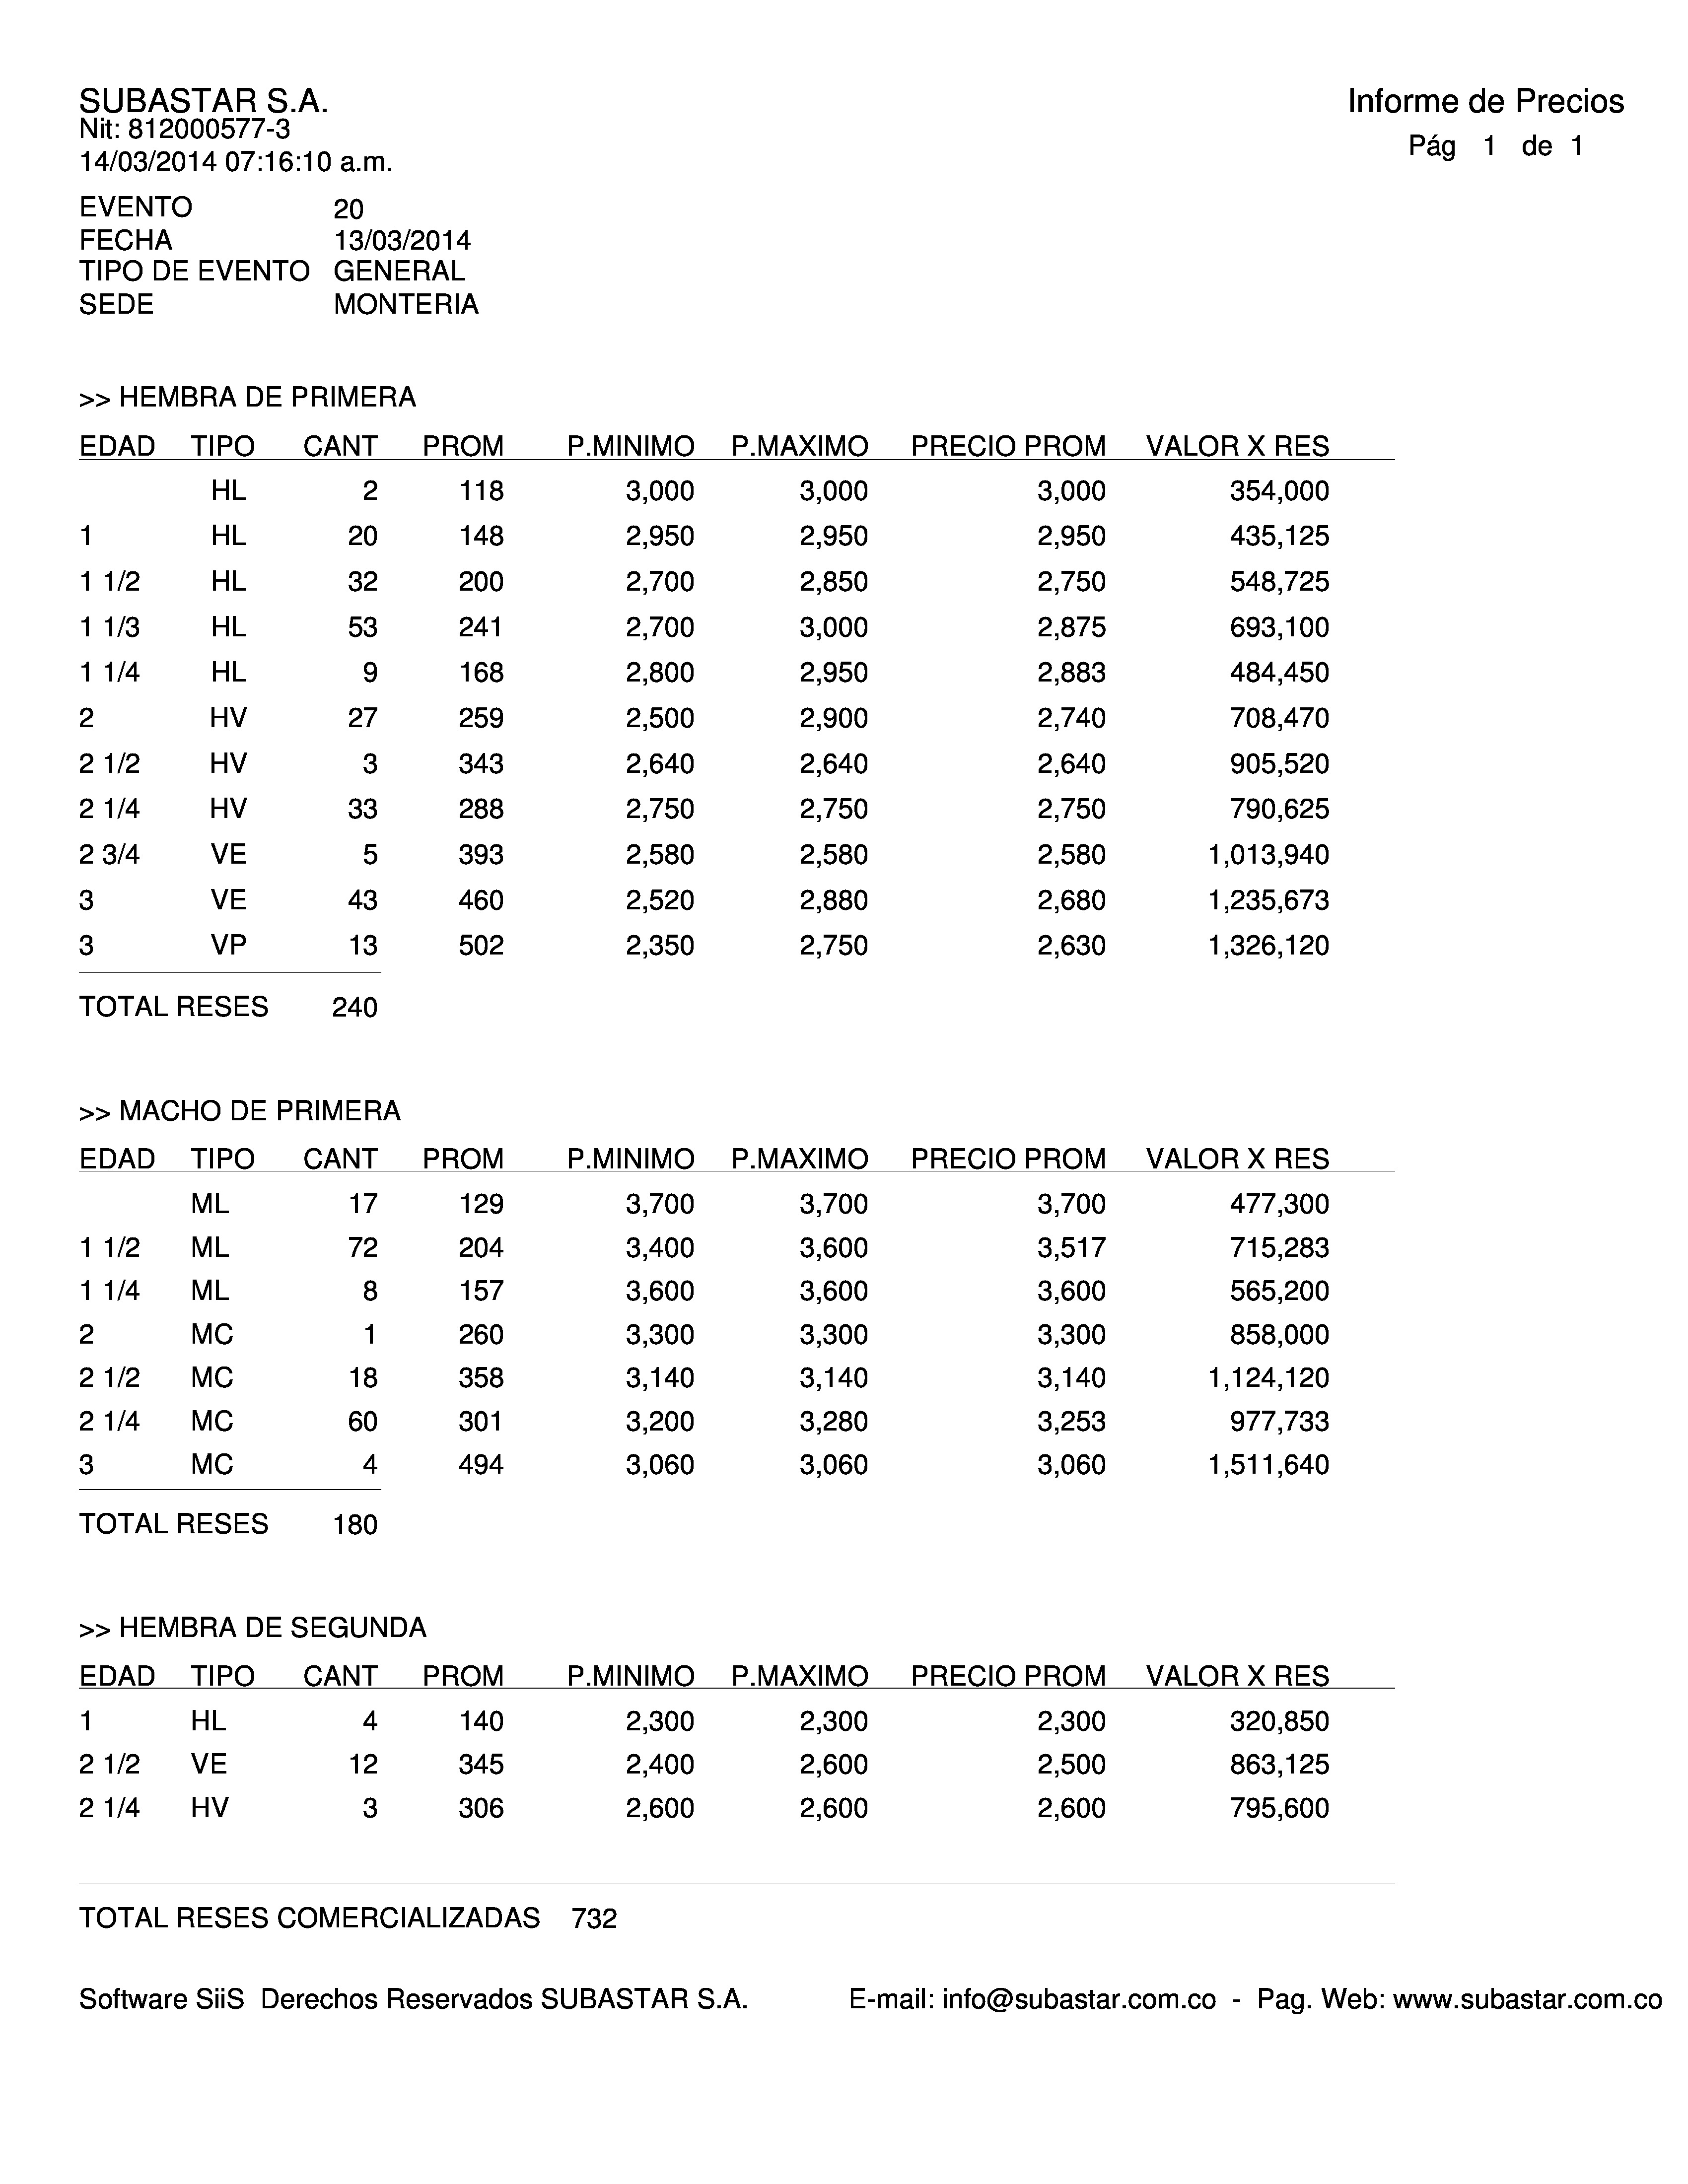 SUBASTAR S.A.
Informe de Precios
Nit: 812000577-3
Pág 1 de 1
14/03/2014 07:16:10 a.m.
EVENTO 20
FECHA 13/03/2014
TIPO DE EVENTO GENERAL
SEDE MONTERIA
>> HEMBRA DE PRIMERA
EDAD TIPO CANT PROM P.MINIMO P.MAXIMO PRECIO PROM VALOR X RES
HL 2 118 3,000 3,000 3,000 354,000
1 HL 20 148 2,950 2,950 2,950 435,125
1 1/2 HL 32 200 2,700 2,850 2,750 548,725
1 1/3 HL 53 241 2,700 3,000 2,875 693,100
1 1/4 HL 9 168 2,800 2,950 2,883 484,450
2 HV 27 259 2,500 2,900 2,740 708,470
2 1/2 HV 3 343 2,640 2,640 2,640 905,520
2 1/4 HV 33 288 2,750 2,750 2,750 790,625
2 3/4 VE 5 393 2,580 2,580 2,580 1,013,940
3 VE 43 460 2,520 2,880 2,680 1,235,673
3 VP 13 502 2,350 2,750 2,630 1,326,120
TOTAL RESES 240
>> MACHO DE PRIMERA
EDAD TIPO CANT PROM P.MINIMO P.MAXIMO PRECIO PROM VALOR X RES
ML 17 129 3,700 3,700 3,700 477,300
1 1/2 ML 72 204 3,400 3,600 3,517 715,283
1 1/4 ML 8 157 3,600 3,600 3,600 565,200
2 MC 1 260 3,300 3,300 3,300 858,000
2 1/2 MC 18 358 3,140 3,140 3,140 1,124,120
2 1/4 MC 60 301 3,200 3,280 3,253 977,733
3 MC 4 494 3,060 3,060 3,060 1,511,640
TOTAL RESES 180
>> HEMBRA DE SEGUNDA
EDAD TIPO CANT PROM P.MINIMO P.MAXIMO PRECIO PROM VALOR X RES
1 HL 4 140 2,300 2,300 2,300 320,850
2 1/2 VE 12 345 2,400 2,600 2,500 863,125
2 1/4 HV 3 306 2,600 2,600 2,600 795,600
TOTAL RESES COMERCIALIZADAS 732
Software SiiS Derechos Reservados SUBASTAR S.A. E-mail: info@subastar.com.co - Pag. Web: www.subastar.com.co